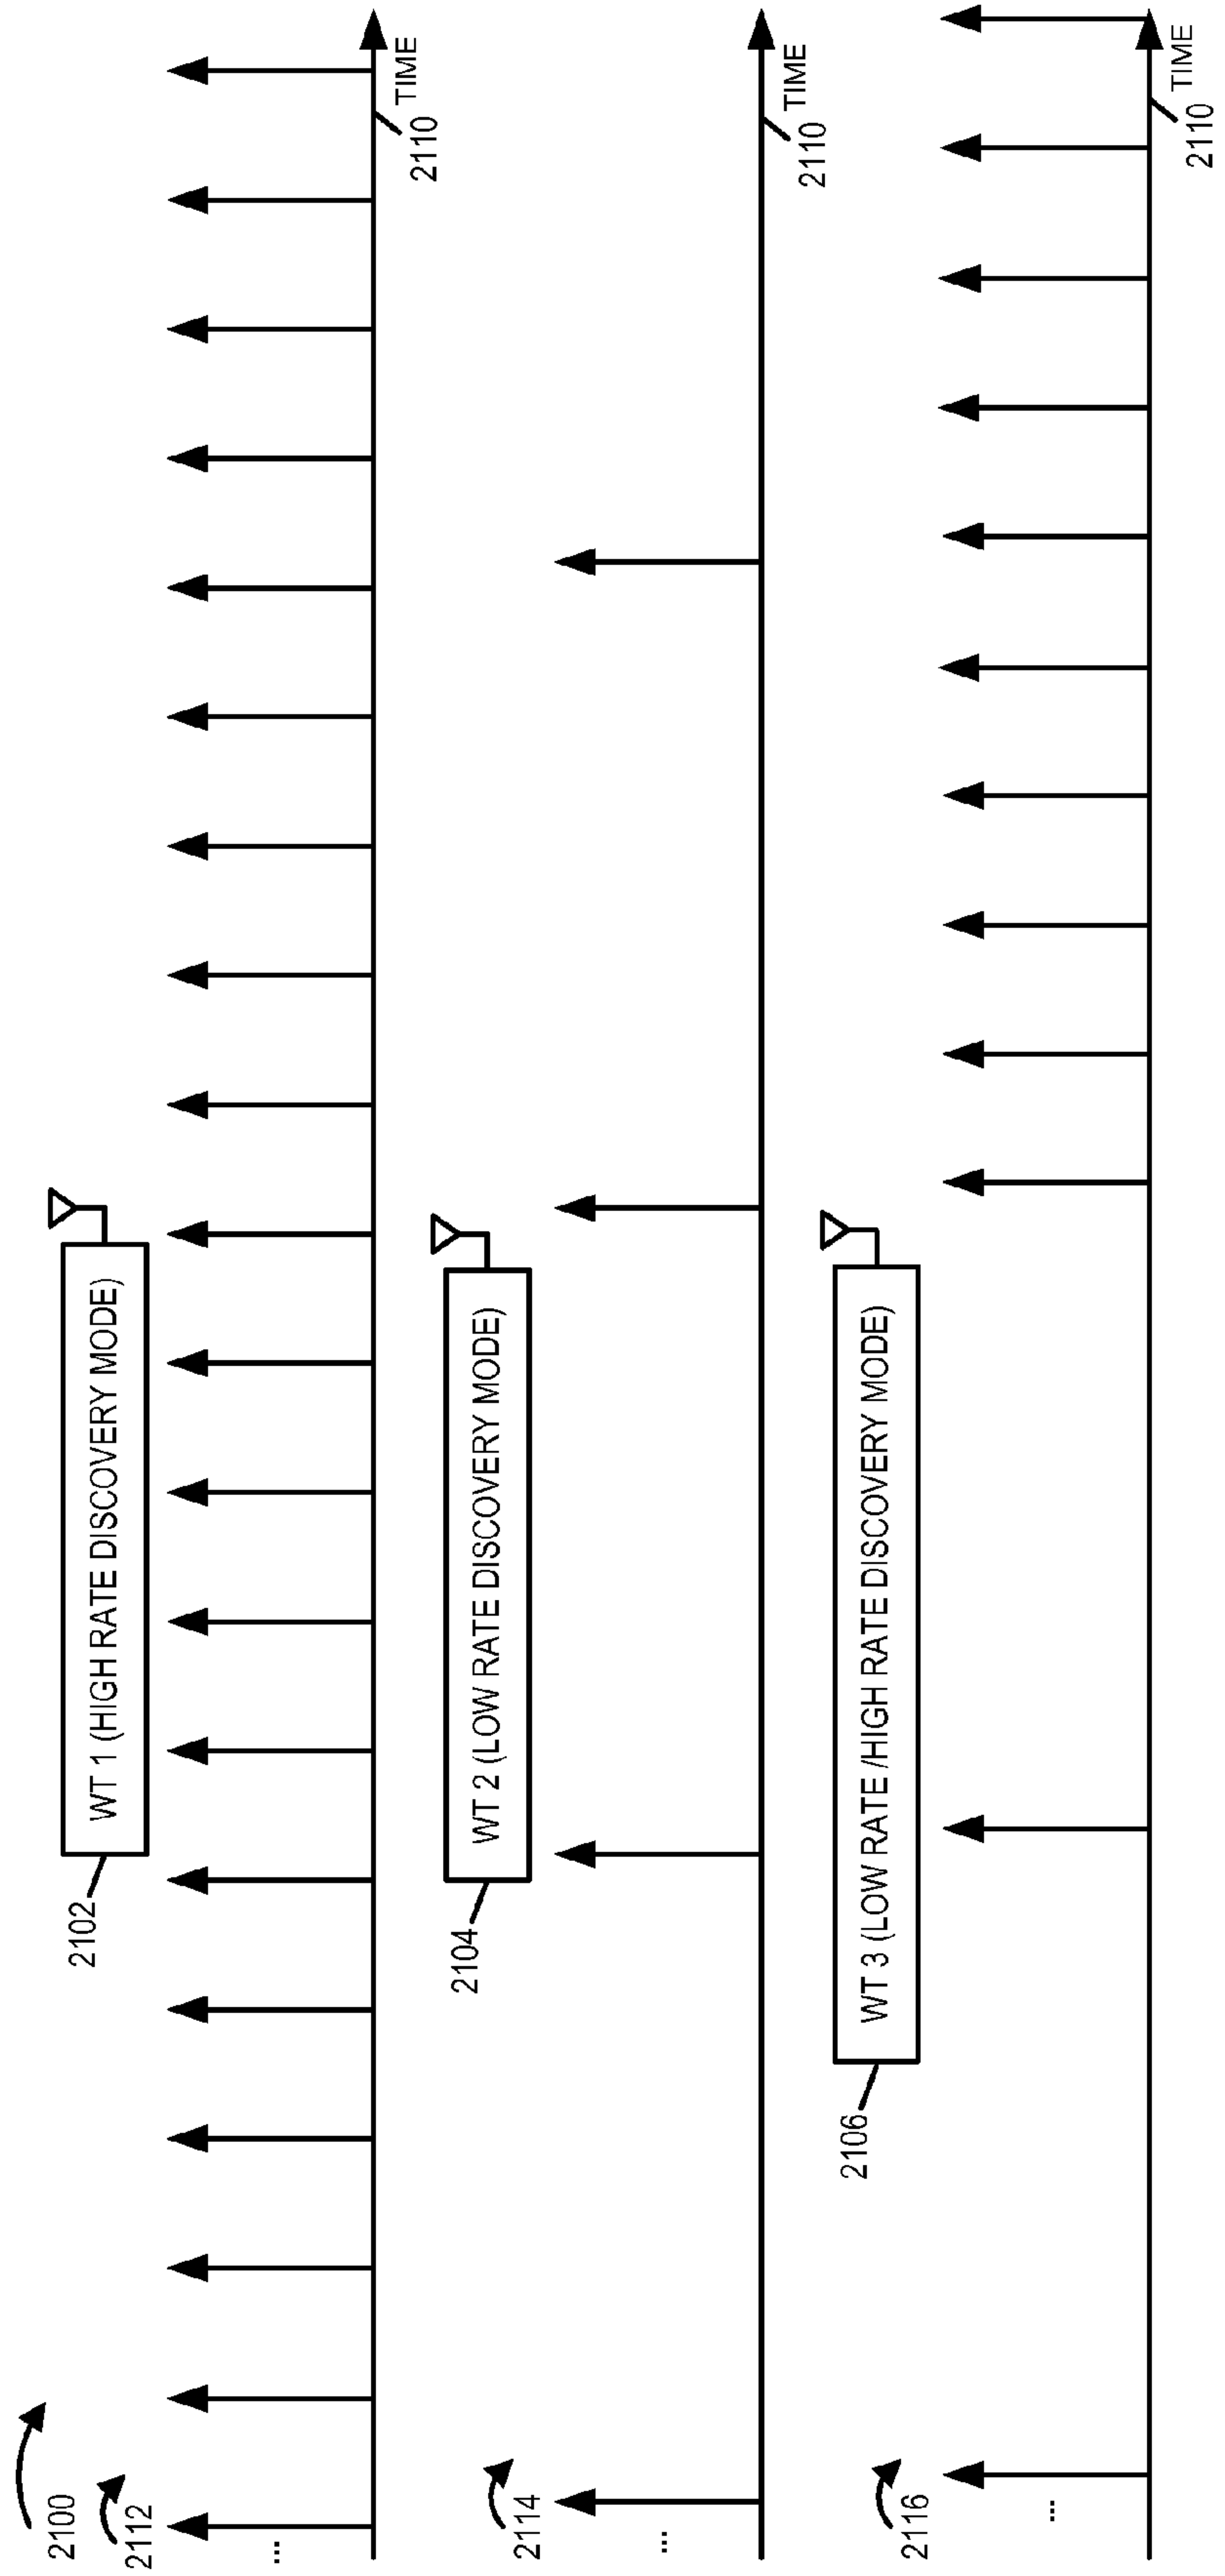 2100
2112
2102
WT 1 (HIGH RATE DISCOVERY MODE)
...
TIME
2110
2114
2104
WT 2 (LOW RATE DISCOVERY MODE)
...
TIME
2110
2116
2106
WT 3 (LOW RATE /HIGH RATE DISCOVERY MODE)
...
TIME
2110